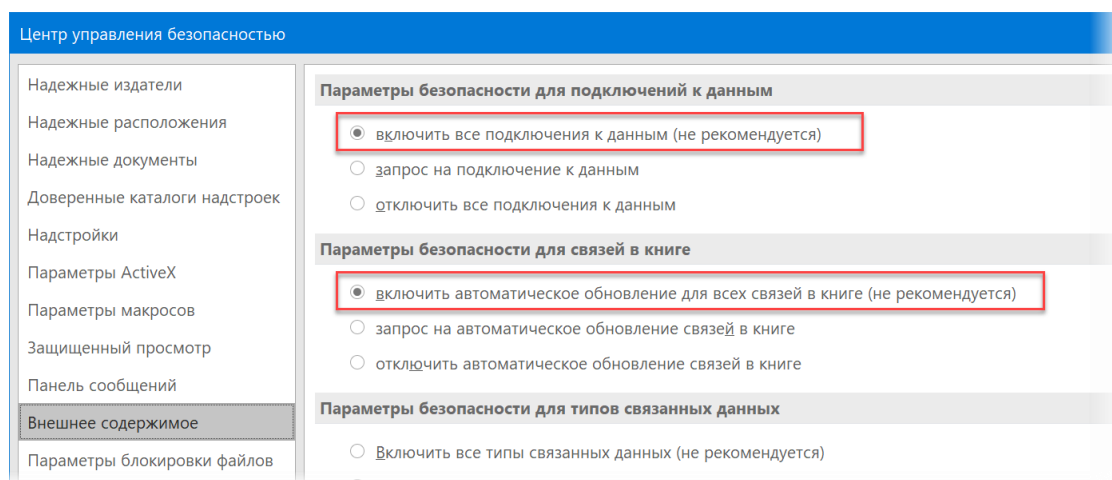 Центр управления безопасностью
Надежные издатели
Надежные расположения
Надежные документы
Доверенные каталоги надстроек
Надстройки
Параметры ActiveX
Параметры макросов
Защищенный просмотр
Панель сообщений
Внешнее содержимое
Параметры блокировки файлов
Параметры безопасности для подключений к данным
включить все подключения к данным (не рекомендуется)
запрос на подключение к данным
отключить все подключения к данным
Параметры безопасности для связей в книге
включить автоматическое обновление для всех связей в книге (не рекомендуется)
запрос на автоматическое обновление связей в книге
отключить автоматическое обновление связей в книге
Параметры безопасности для типов связанных данных
Включить все типы связанных данных (не рекомендуется)